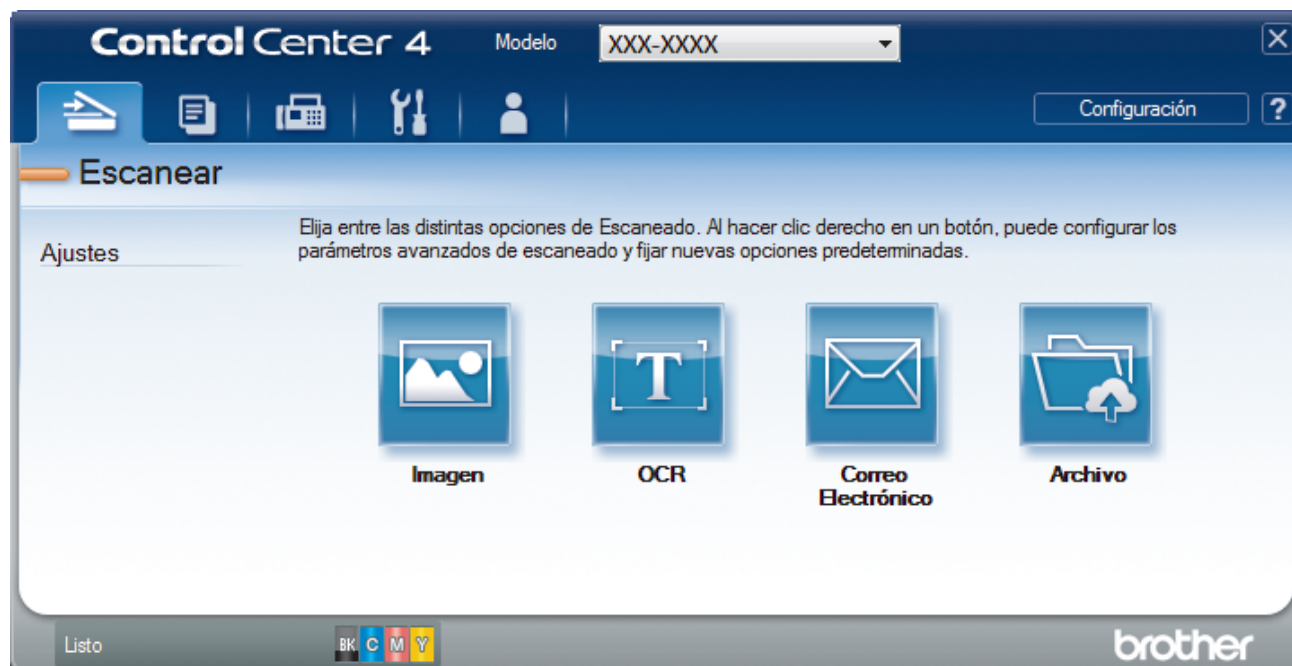 Control Center 4 Modelo XXX-XXXX
Configuración ?
Escanear
Ajustes
Elija entre las distintas opciones de Escaneado. Al hacer clic derecho en un botón, puede configurar los
parámetros avanzados de escaneado y fijar nuevas opciones predeterminadas.
T
Imagen OCR Correo Archivo
Electrónico
Listo BK C M Y brother